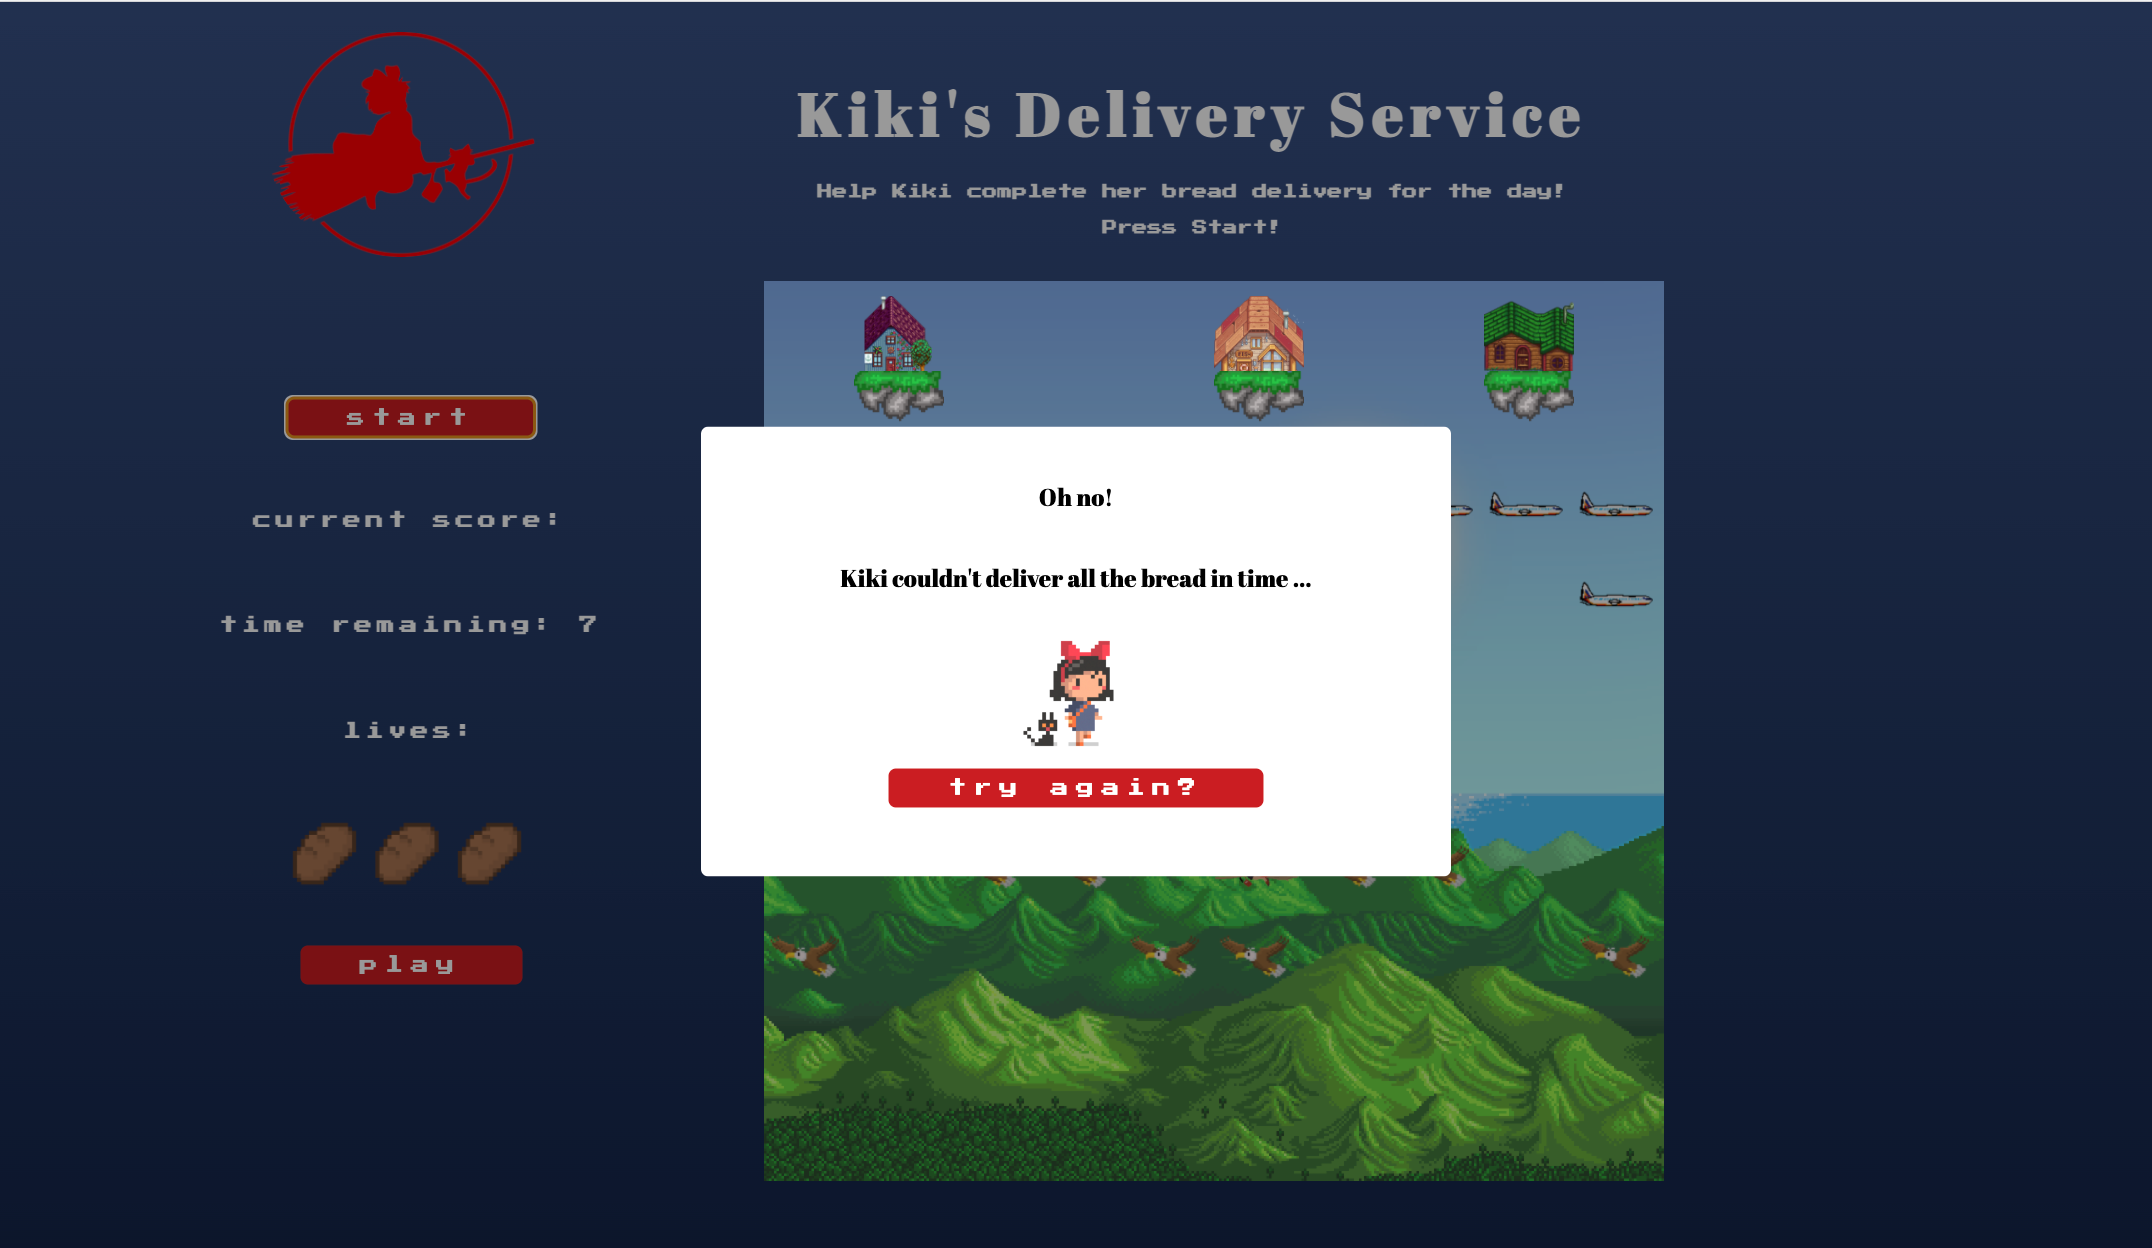 Kiki's Delivery Service
Help Kiki complete her bread delivery for the day!
Press Start!
start
current score:
time remaining: 7
lives:
play
Oh no!
Kiki couldn't deliver all the bread in time ...
try again?